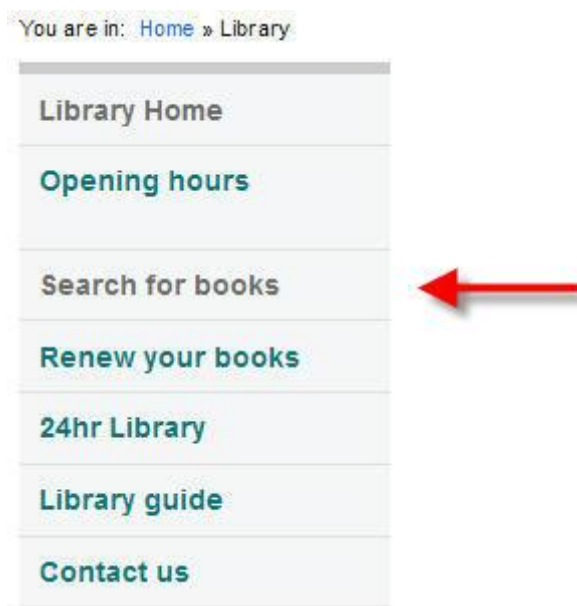 You are in: Home » Library
Library Home
Opening hours
Search for books
Renew your books
24hr Library
Library guide
Contact us